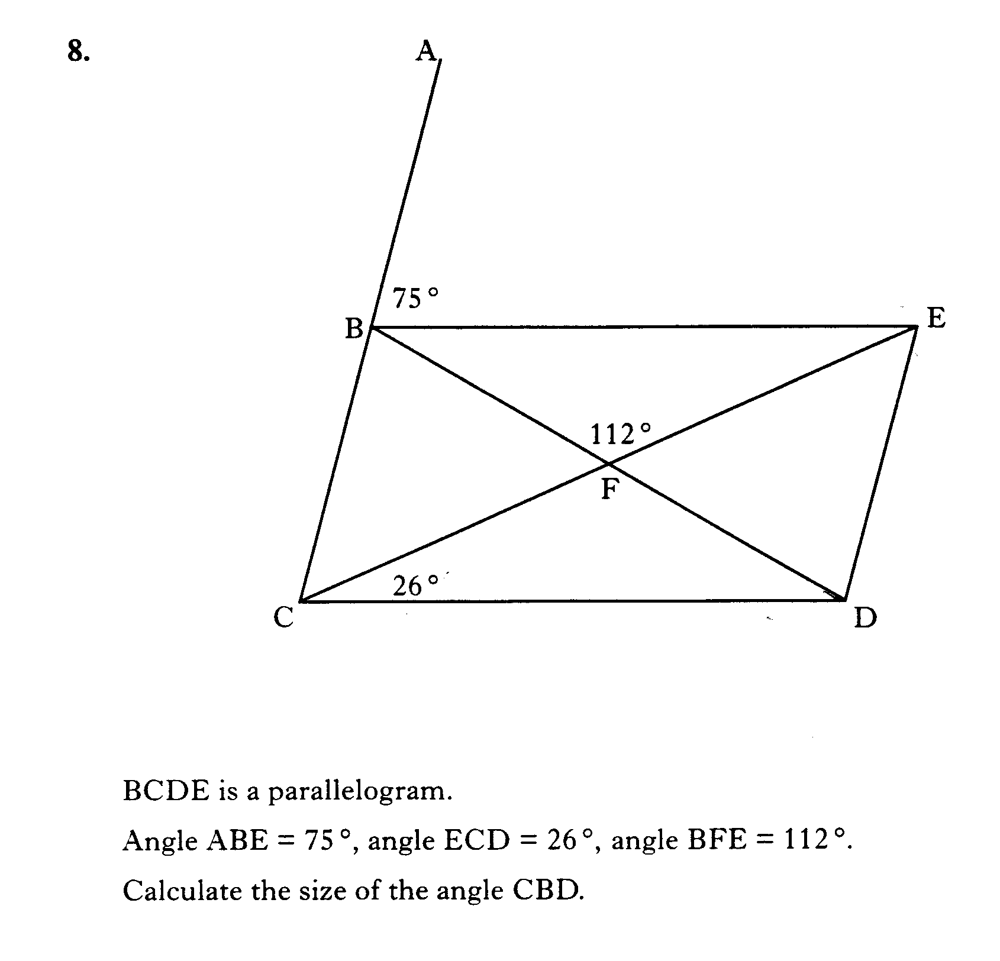 8.
A
75°
B
E
112°
F
26°
C
D
BCDE is a parallelogram.
Angle ABE = 75°, angle ECD = 26°, angle BFE = 112°.
Calculate the size of the angle CBD.